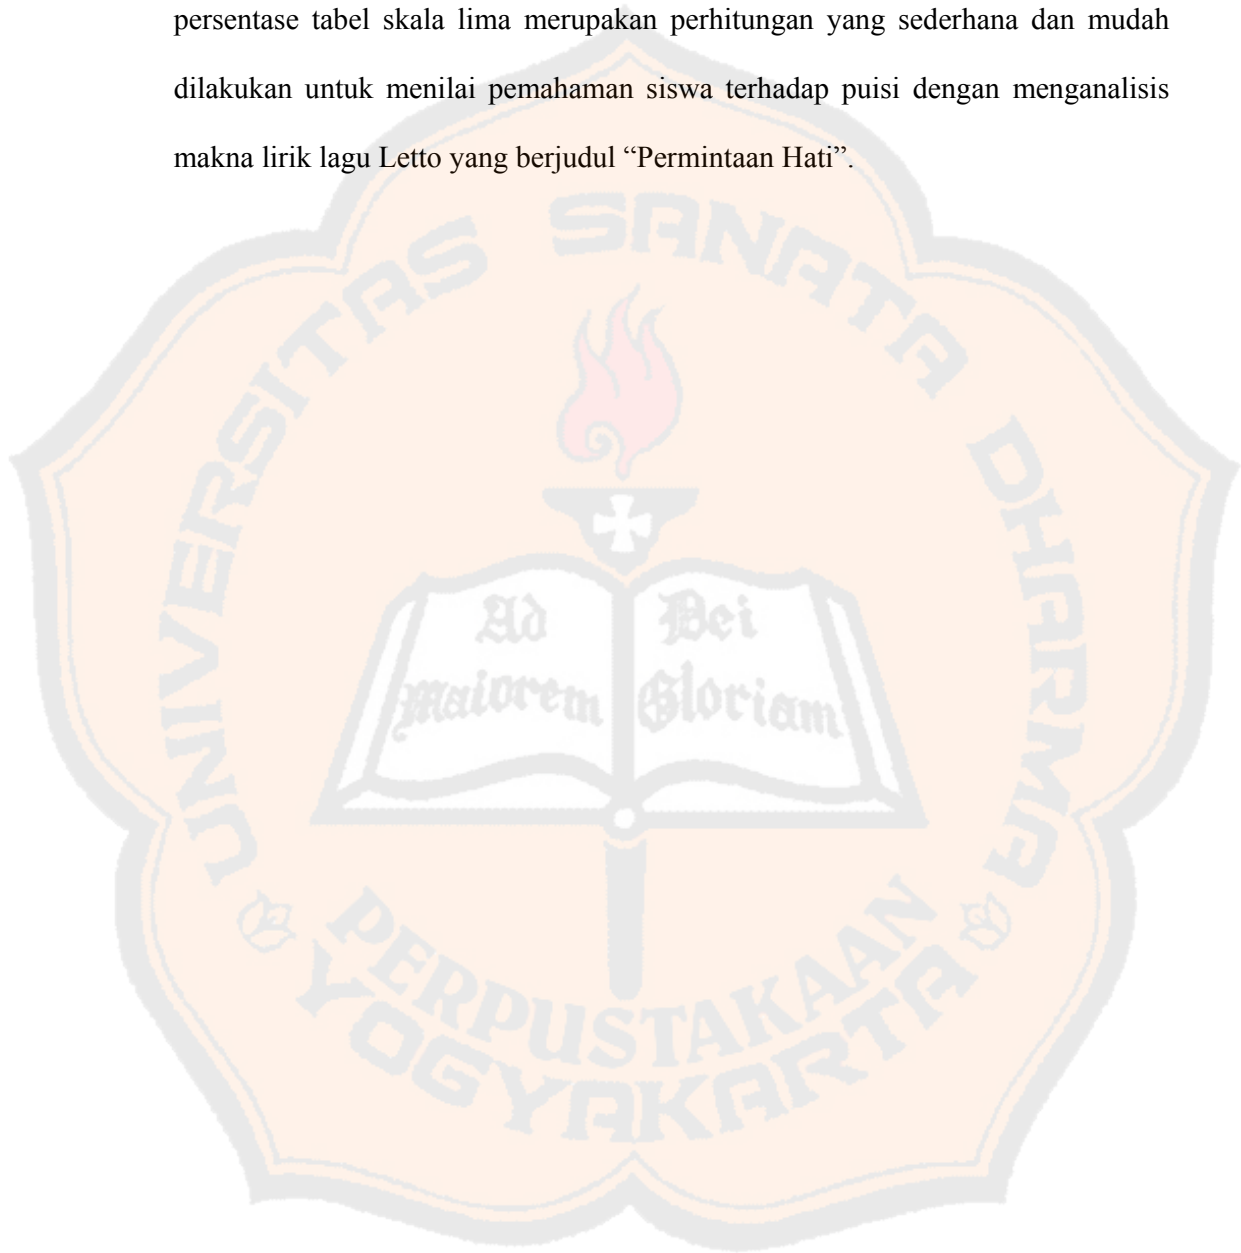 persentase tabel skala lima merupakan perhitungan yang sederhana dan mudah
dilakukan untuk menilai pemahaman siswa terhadap puisi dengan menganalisis
makna lirik lagu Letto yang berjudul “Permintaan Hati”.
UNIVERSITAS SANATA DHARMA
Ad Dei
Maiorem Gloriam
PERPUSTAKAAN
YOGYAKARTA